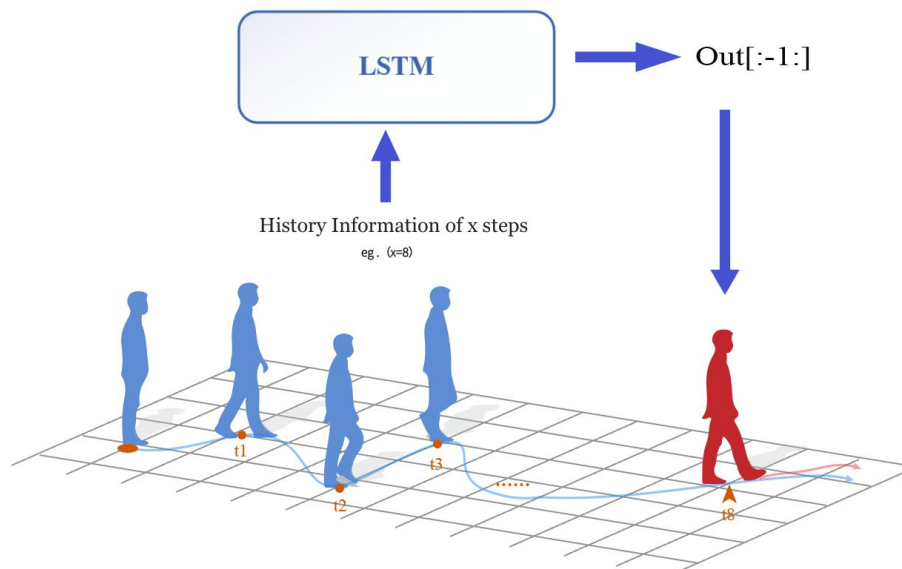 LSTM
Out[:-1:]
History Information of x steps
eg. (x=8)
t1
t2
t3
......
t8